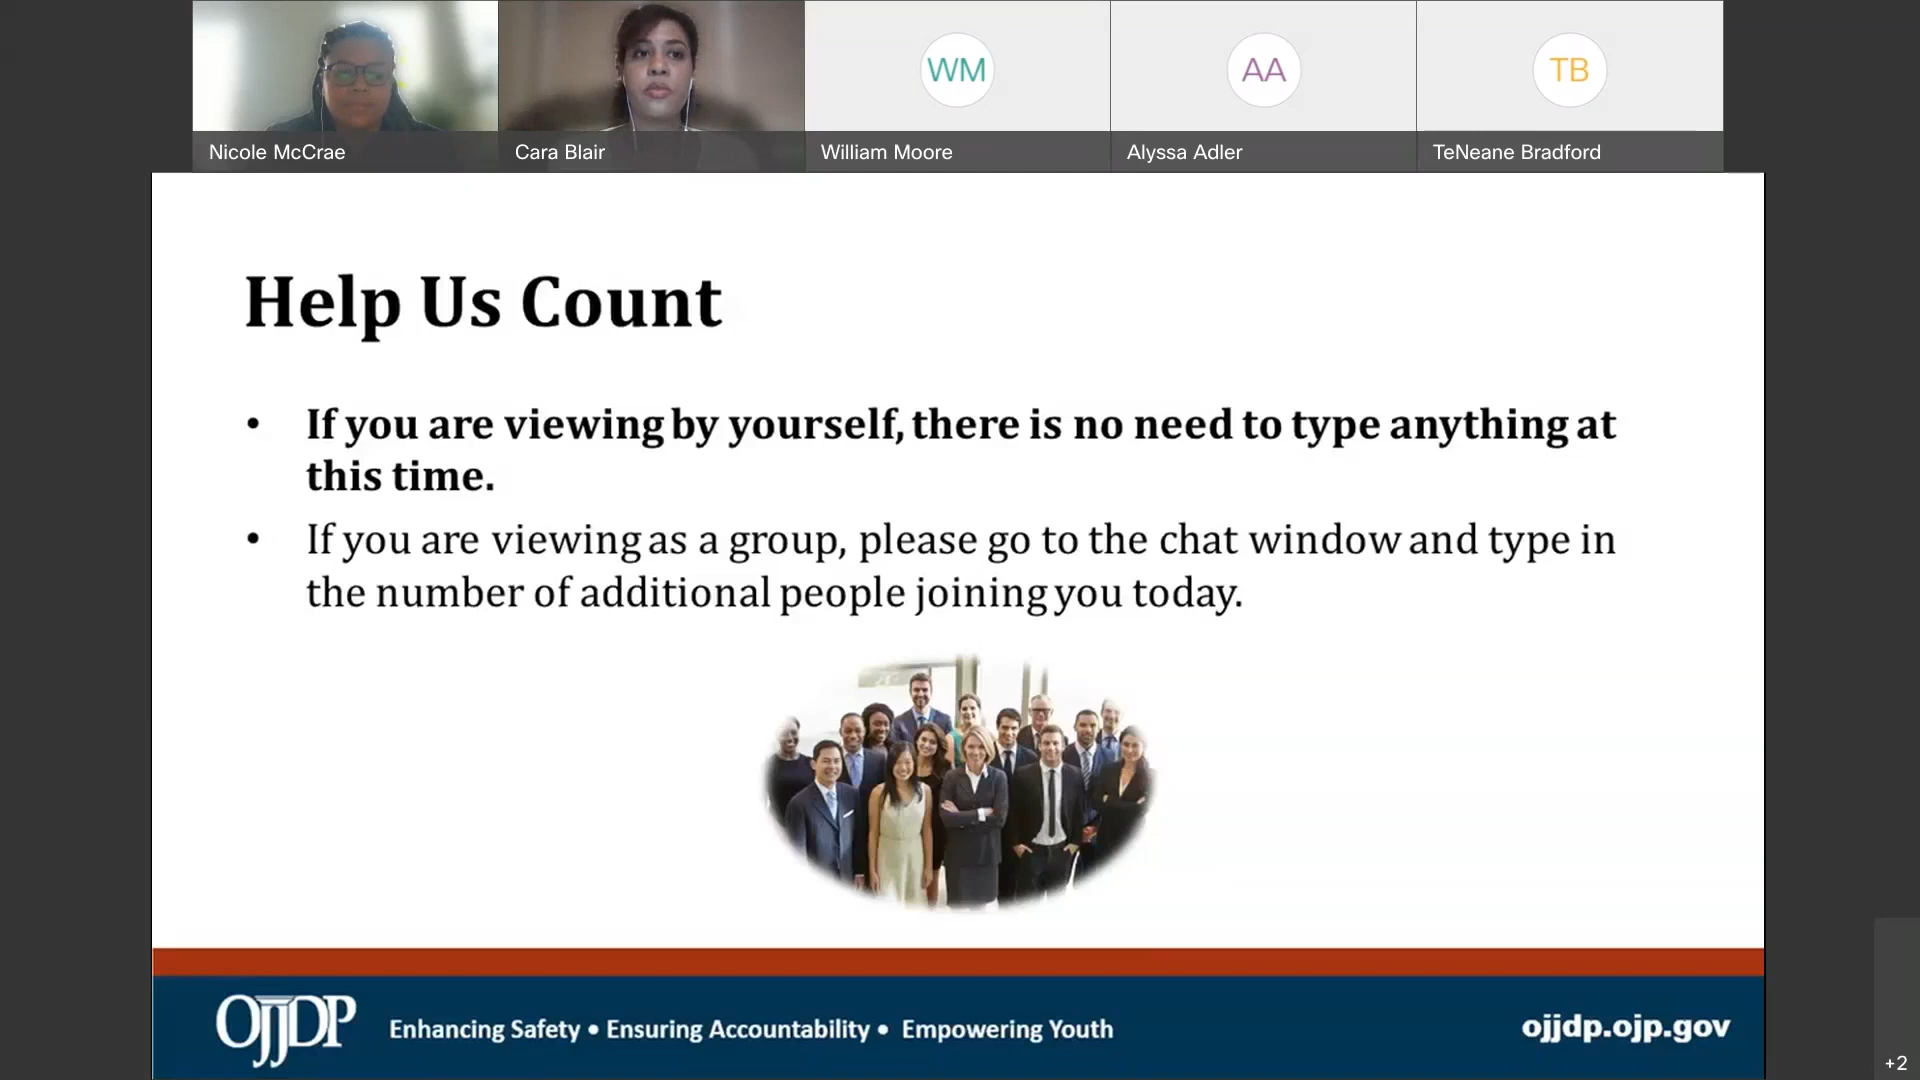 WM
AA
TB
Nicole McCrae
Cara Blair
William Moore
Alyssa Adler
TeNeane Bradford
Help Us Count
• If you are viewing by yourself, there is no need to type anything at
this time.
• If you are viewing as a group, please go to the chat window and type in
the number of additional people joining you today.
OJJDP
Enhancing Safety • Ensuring Accountability • Empowering Youth
ojjdp.ojp.gov
+2